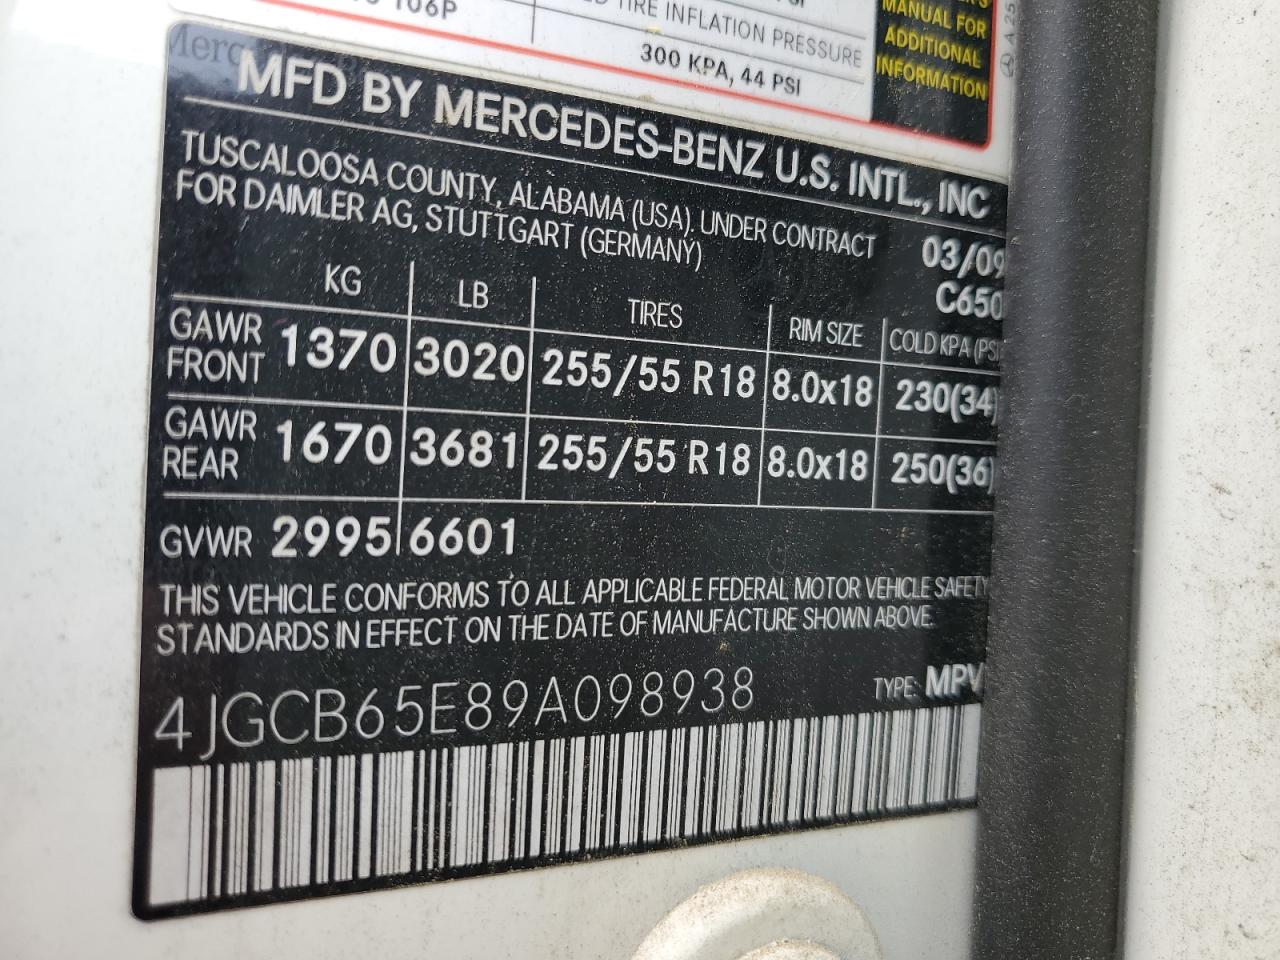 106P
TIRE INFLATION PRESSURE
300 KPA, 44 PSI
MANUAL FOR
ADDITIONAL
INFORMATION
MFD BY MERCEDES-BENZ U.S. INTL., INC
TUSCALOOSA COUNTY, ALABAMA (USA). UNDER CONTRACT
FOR DAIMLER AG, STUTTGART (GERMANY)
03/09
C650
KG LB TIRES RIM SIZE COLD KPA (PSI
GAWR FRONT 1370 3020 255/55 R18 8.0x18 230(34)
GAWR REAR 1670 3681 255/55 R18 8.0x18 250(36)
GVWR 2995 6601
THIS VEHICLE CONFORMS TO ALL APPLICABLE FEDERAL MOTOR VEHICLE SAFETY
STANDARDS IN EFFECT ON THE DATE OF MANUFACTURE SHOWN ABOVE.
4JGCB65E89A098938
TYPE: MPV